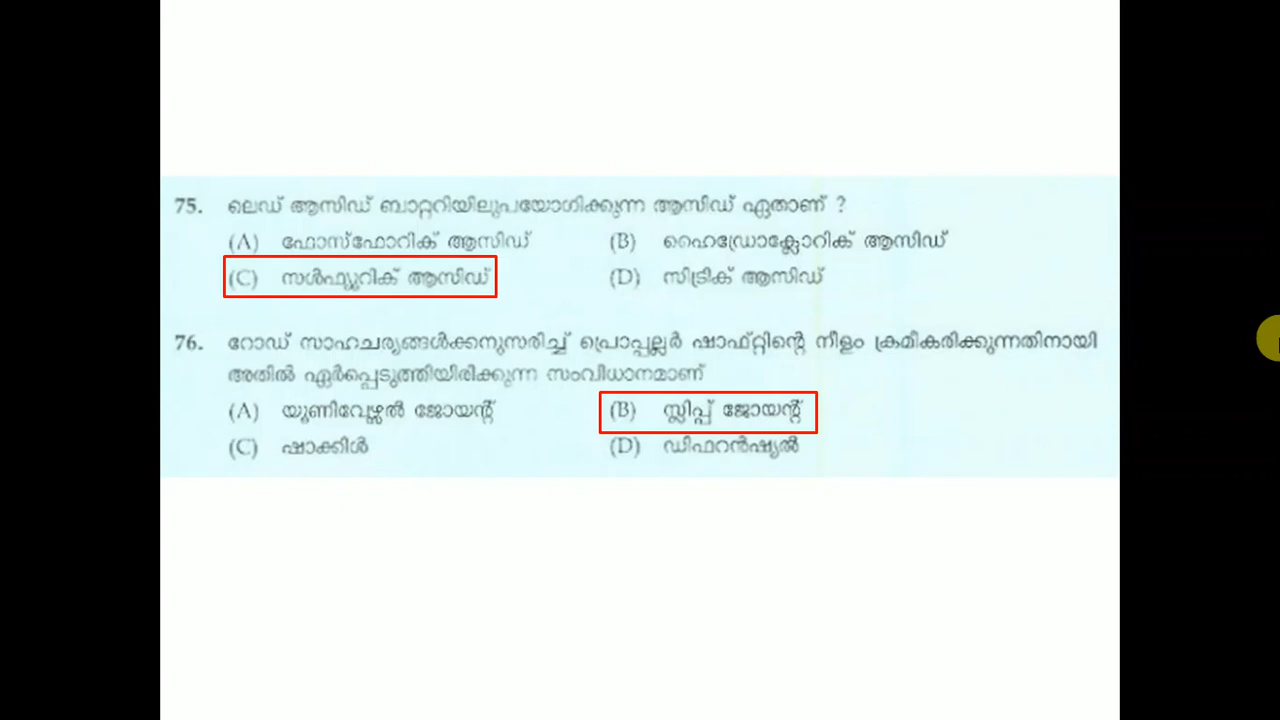 75. ലെഡ് ആസിഡ് ബാറ്ററിയിലുപയോഗിക്കുന്ന ആസിഡ് ഏതാണ് ?
(A) ഫോസ്ഫോറിക് ആസിഡ് (B) ഹൈഡ്രോക്ലോറിക് ആസിഡ്
(C) സൾഫ്യൂറിക് ആസിഡ് (D) സിട്രിക് ആസിഡ്
76. റോഡ് സാഹചര്യങ്ങൾക്കനുസരിച്ച് പ്രൊപ്പല്ലർ ഷാഫ്റ്റിന്റെ നീളം ക്രമീകരിക്കുന്നതിനായി
അതിൽ ഏർപ്പെടുത്തിയിരിക്കുന്ന സംവിധാനമാണ്
(A) യൂണിവേഴ്സൽ ജോയന്റ് (B) സ്ലിപ്പ് ജോയന്റ്
(C) ഷാക്കിൾ (D) ഡിഫറൻഷ്യൽ